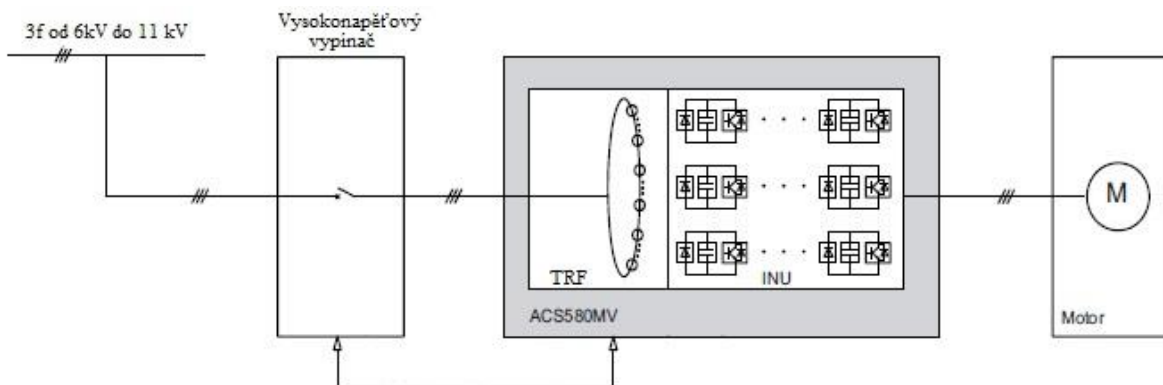 3f od 6kV do 11 kV
Vysokonapěťový
vypínač
TRF
INU
ACS580MV
M
Motor